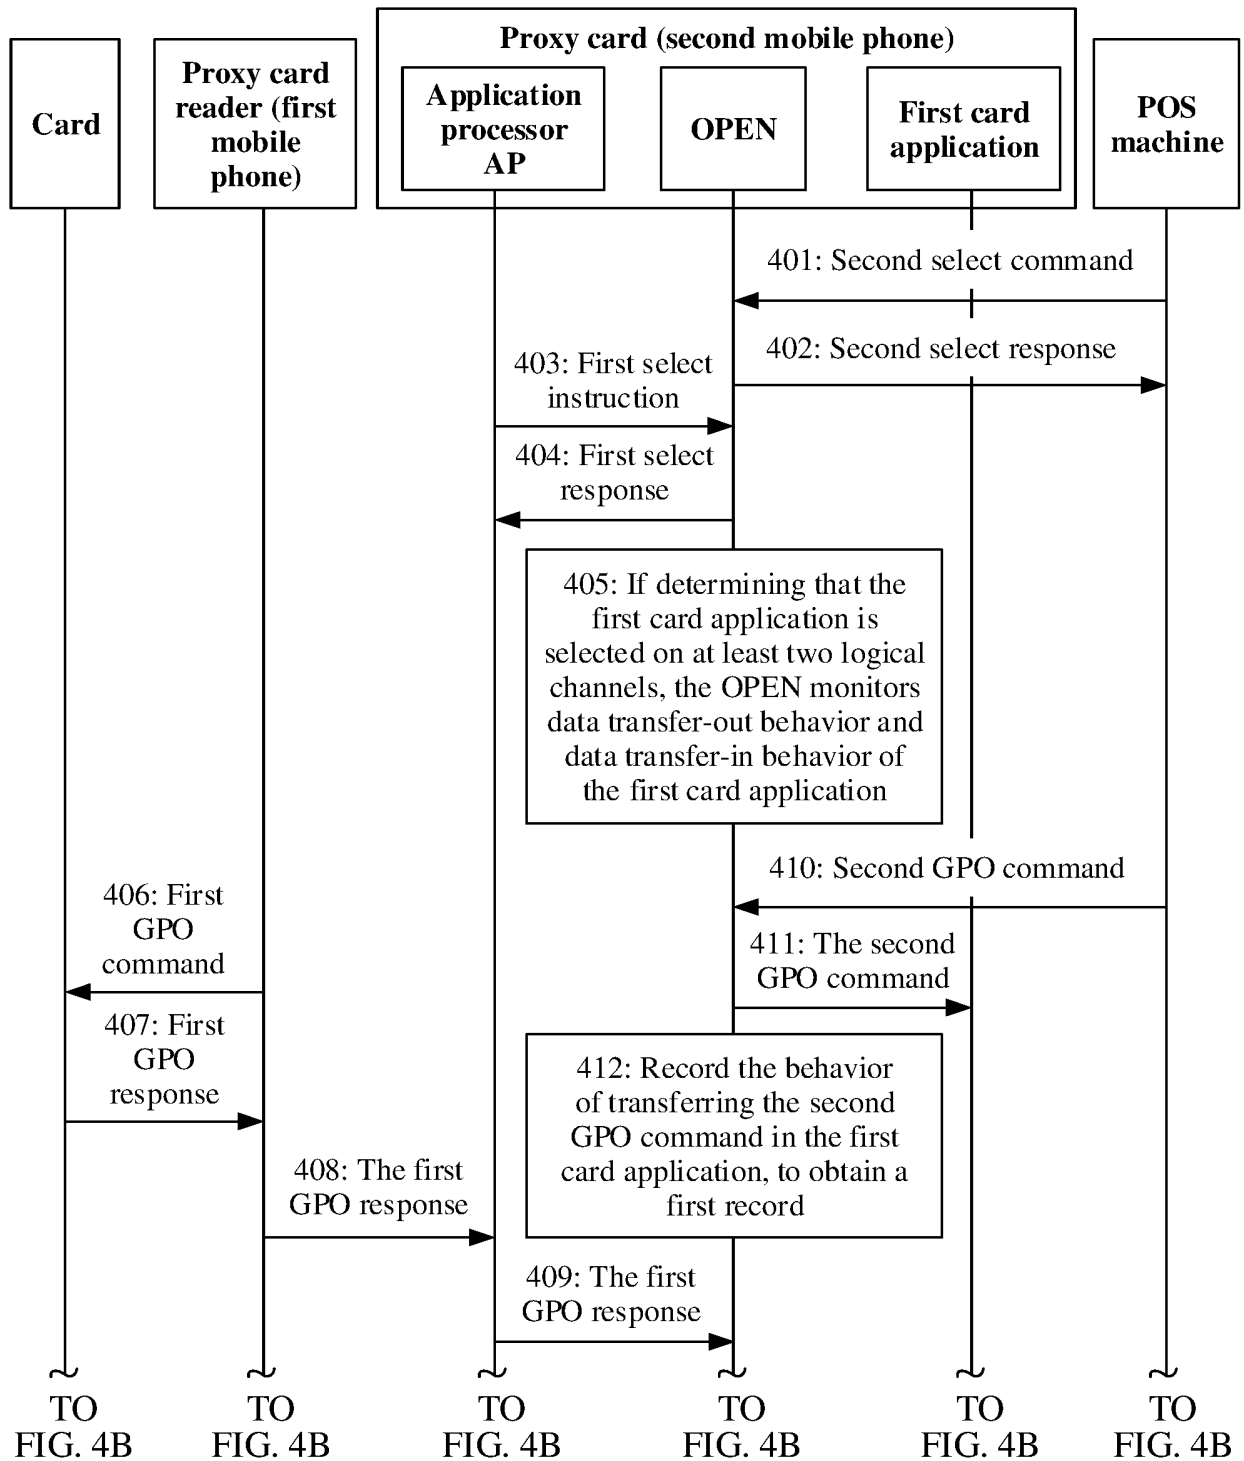 Proxy card (second mobile phone)
Card
Proxy card
reader (first
mobile
phone)
Application
processor
AP
OPEN
First card
application
POS
machine
401: Second select command
402: Second select response
403: First select
instruction
404: First select
response
405: If determining that the
first card application is
selected on at least two logical
channels, the OPEN monitors
data transfer-out behavior and
data transfer-in behavior of
the first card application
410: Second GPO command
406: First
GPO
command
411: The second
GPO command
407: First
GPO
response
412: Record the behavior
of transferring the second
GPO command in the first
card application, to obtain a
first record
408: The first
GPO response
409: The first
GPO response
TO
FIG. 4B
TO
FIG. 4B
TO
FIG. 4B
TO
FIG. 4B
TO
FIG. 4B
TO
FIG. 4B